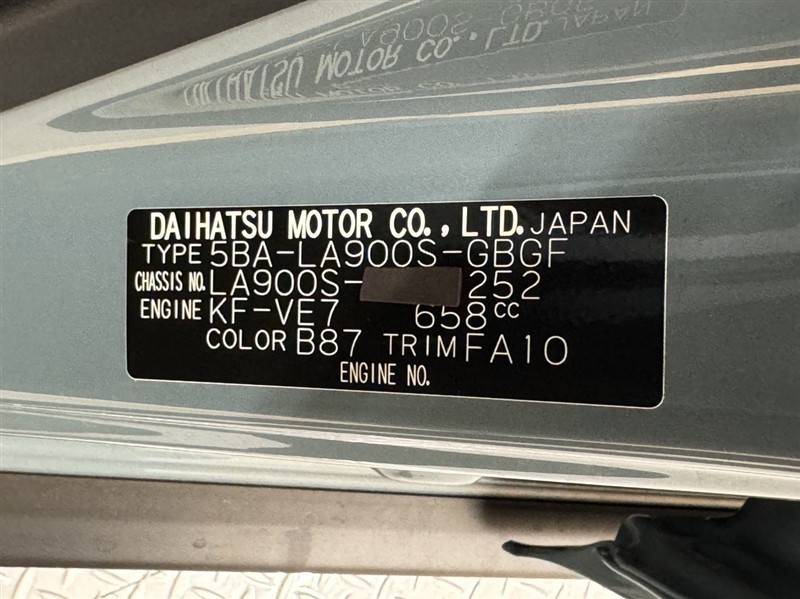 DAIHATSU MOTOR CO., LTD. JAPAN
TYPE 5BA-LA900S-GBGF
CHASSIS NO. LA900S- 252
ENGINE KF-VE7 658CC
COLOR B87 TRIM FA10
ENGINE NO.